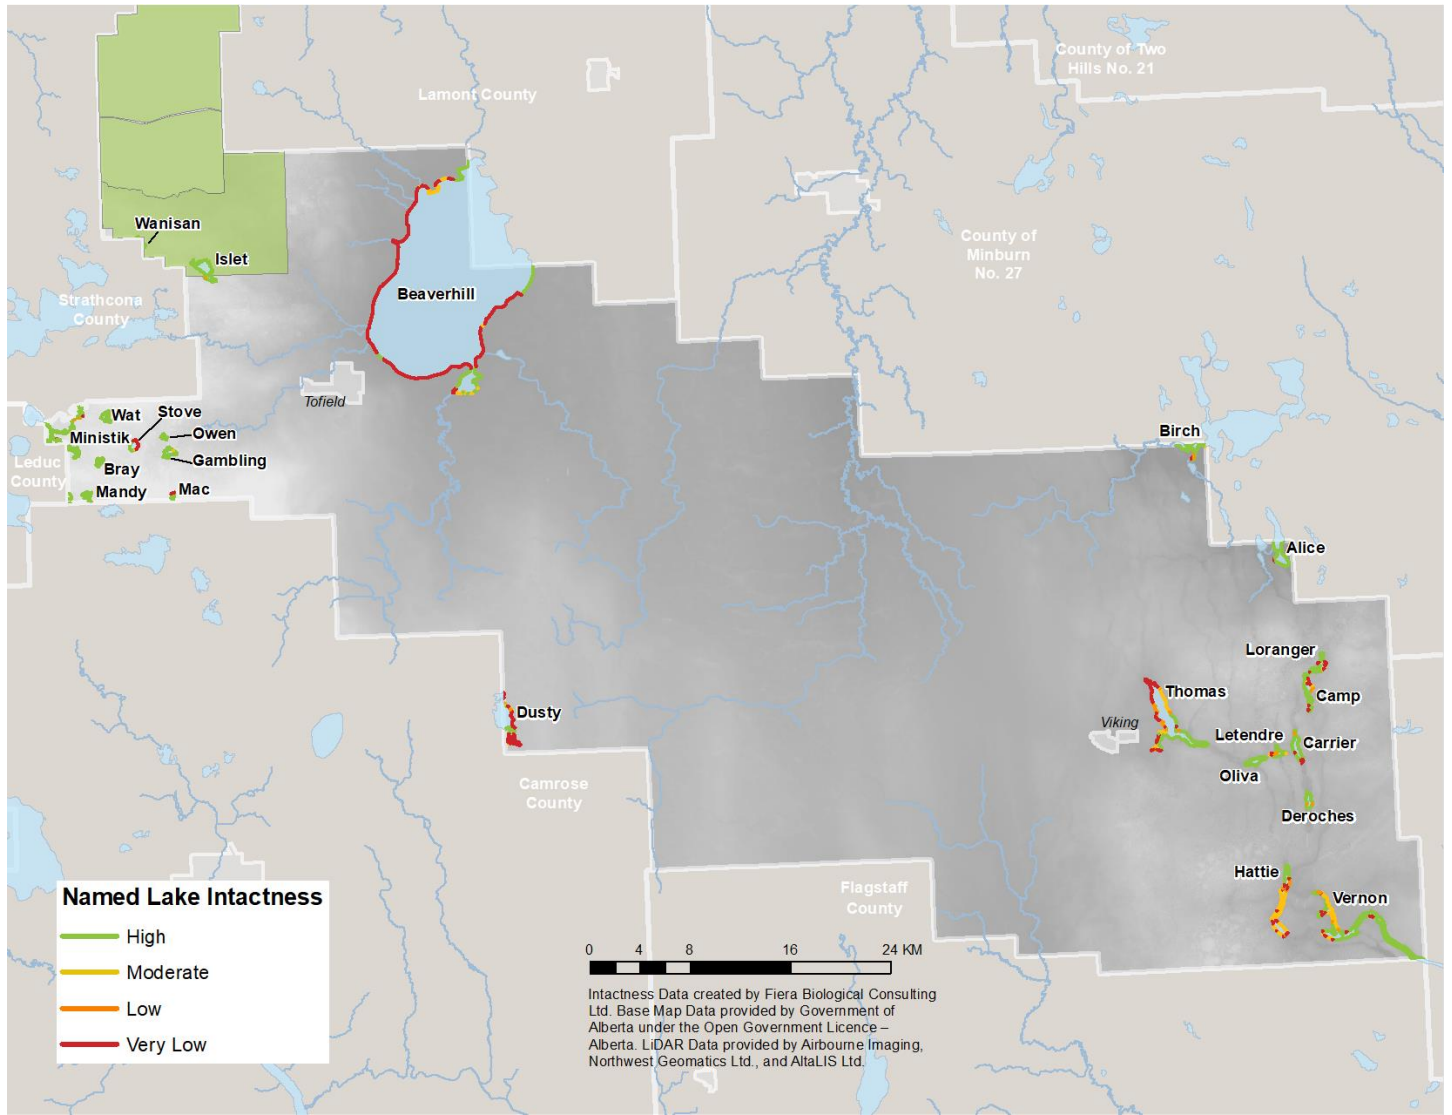 County of Two
Hills No. 21
Lamont County
Wanisan
Islet
County of
Minburn
No. 27
Strathcona
County
Beaverhill
Tofield
Wat
Stove
Ministik
Owen
Leduc
County
Bray
Gambling
Mandy
Mac
Birch
Alice
Loranger
Thomas
Camp
Dusty
Viking
Letendre
Carrier
Oliva
Camrose
County
Deroches
Hattie
Flagstaff
County
Vernon
Named Lake Intactness
High
Moderate
Low
Very Low
0 4 8 16 24 KM
Intactness Data created by Fiera Biological Consulting
Ltd. Base Map Data provided by Government of
Alberta under the Open Government Licence –
Alberta. LiDAR Data provided by Airbourne Imaging,
Northwest Geomatics Ltd., and AltaLIS Ltd.